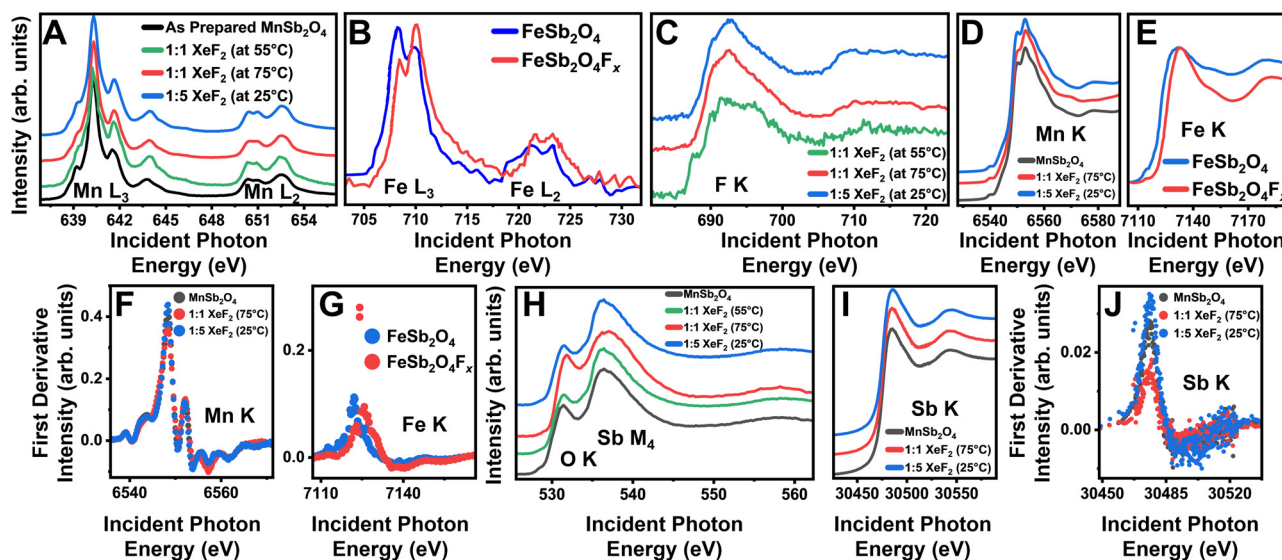 A
As Prepared MnSb₂O₄
1:1 XeF₂ (at 55°C)
1:1 XeF₂ (at 75°C)
1:5 XeF₂ (at 25°C)
Mn L₃
Mn L₂
Intensity (arb. units)
639 642 645 648 651 654
Incident Photon
Energy (eV)
B
FeSb₂O₄
FeSb₂O₄Fₓ
Fe L₃
Fe L₂
705 710 715 720 725 730
Incident Photon
Energy (eV)
C
F K
1:1 XeF₂ (at 55°C)
1:1 XeF₂ (at 75°C)
1:5 XeF₂ (at 25°C)
690 700 710 720
Incident Photon
Energy (eV)
D
Mn K
MnSb₂O₄
1:1 XeF₂ (75°C)
1:5 XeF₂ (25°C)
6540 6560 6580
Incident Photon
Energy (eV)
E
Fe K
FeSb₂O₄
FeSb₂O₄Fₓ
7110 7140 7170
Incident Photon
Energy (eV)
F
MnSb₂O₄
1:1 XeF₂ (75°C)
1:5 XeF₂ (25°C)
Mn K
First Derivative
Intensity (arb. units)
0.4
0.2
0.0
6540 6560
Incident Photon
Energy (eV)
G
FeSb₂O₄
FeSb₂O₄Fₓ
Fe K
0.2
0.0
7110 7140
Incident Photon
Energy (eV)
H
MnSb₂O₄
1:1 XeF₂ (55°C)
1:1 XeF₂ (75°C)
1:5 XeF₂ (25°C)
Sb M₄
O K
Intensity (arb. units)
530 540 550 560
Incident Photon
Energy (eV)
I
Sb K
MnSb₂O₄
1:1 XeF₂ (75°C)
1:5 XeF₂ (25°C)
30450 30500 30550
Incident Photon
Energy (eV)
J
MnSb₂O₄
1:1 XeF₂ (75°C)
1:5 XeF₂ (25°C)
Sb K
First Derivative
Intensity (arb. units)
0.02
0.00
30450 30485 30520
Incident Photon
Energy (eV)